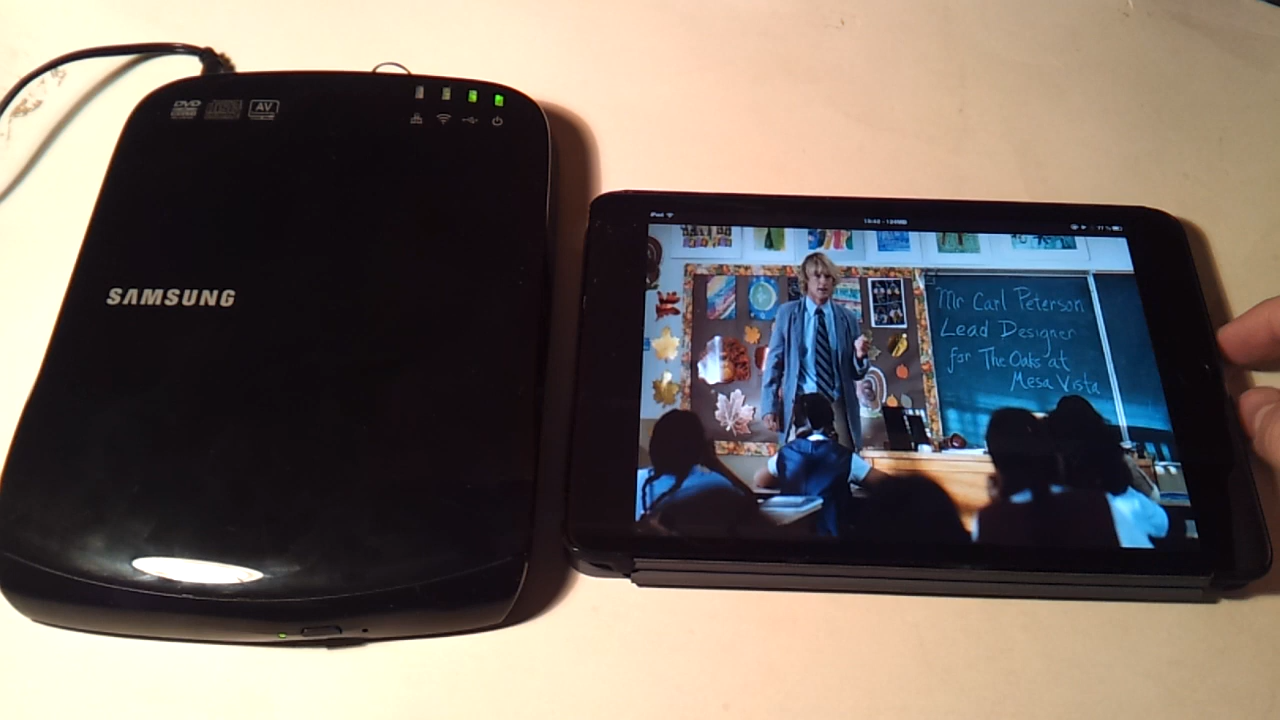 DVD
AV
SAMSUNG
iPad
Mr Carl Peterson
Lead Designer
for The Oaks at
Mesa Vista